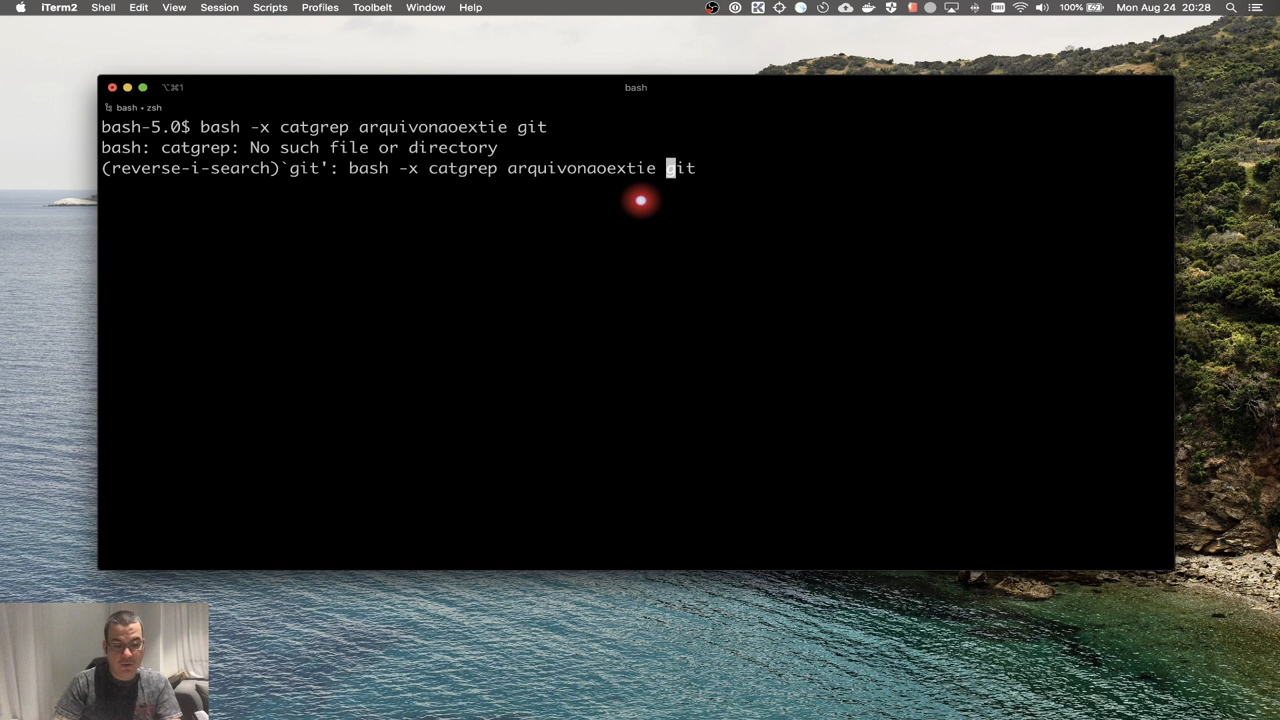 iTerm2 Shell Edit View Session Scripts Profiles Toolbelt Window Help 100% Mon Aug 24 20:28
⌥⌘1 bash
bash • zsh
bash-5.0$ bash -x catgrep arquivonaoextie git
bash: catgrep: No such file or directory
(reverse-i-search)`git': bash -x catgrep arquivonaoextie git